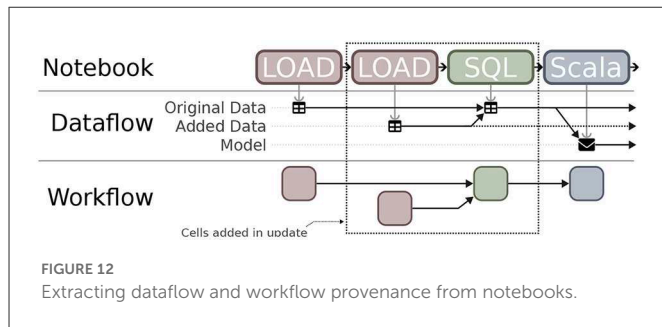 Notebook
LOAD
LOAD
SQL
Scala
Dataflow
Original Data
Added Data
Model
Workflow
Cells added in update
FIGURE 12
Extracting dataflow and workflow provenance from notebooks.